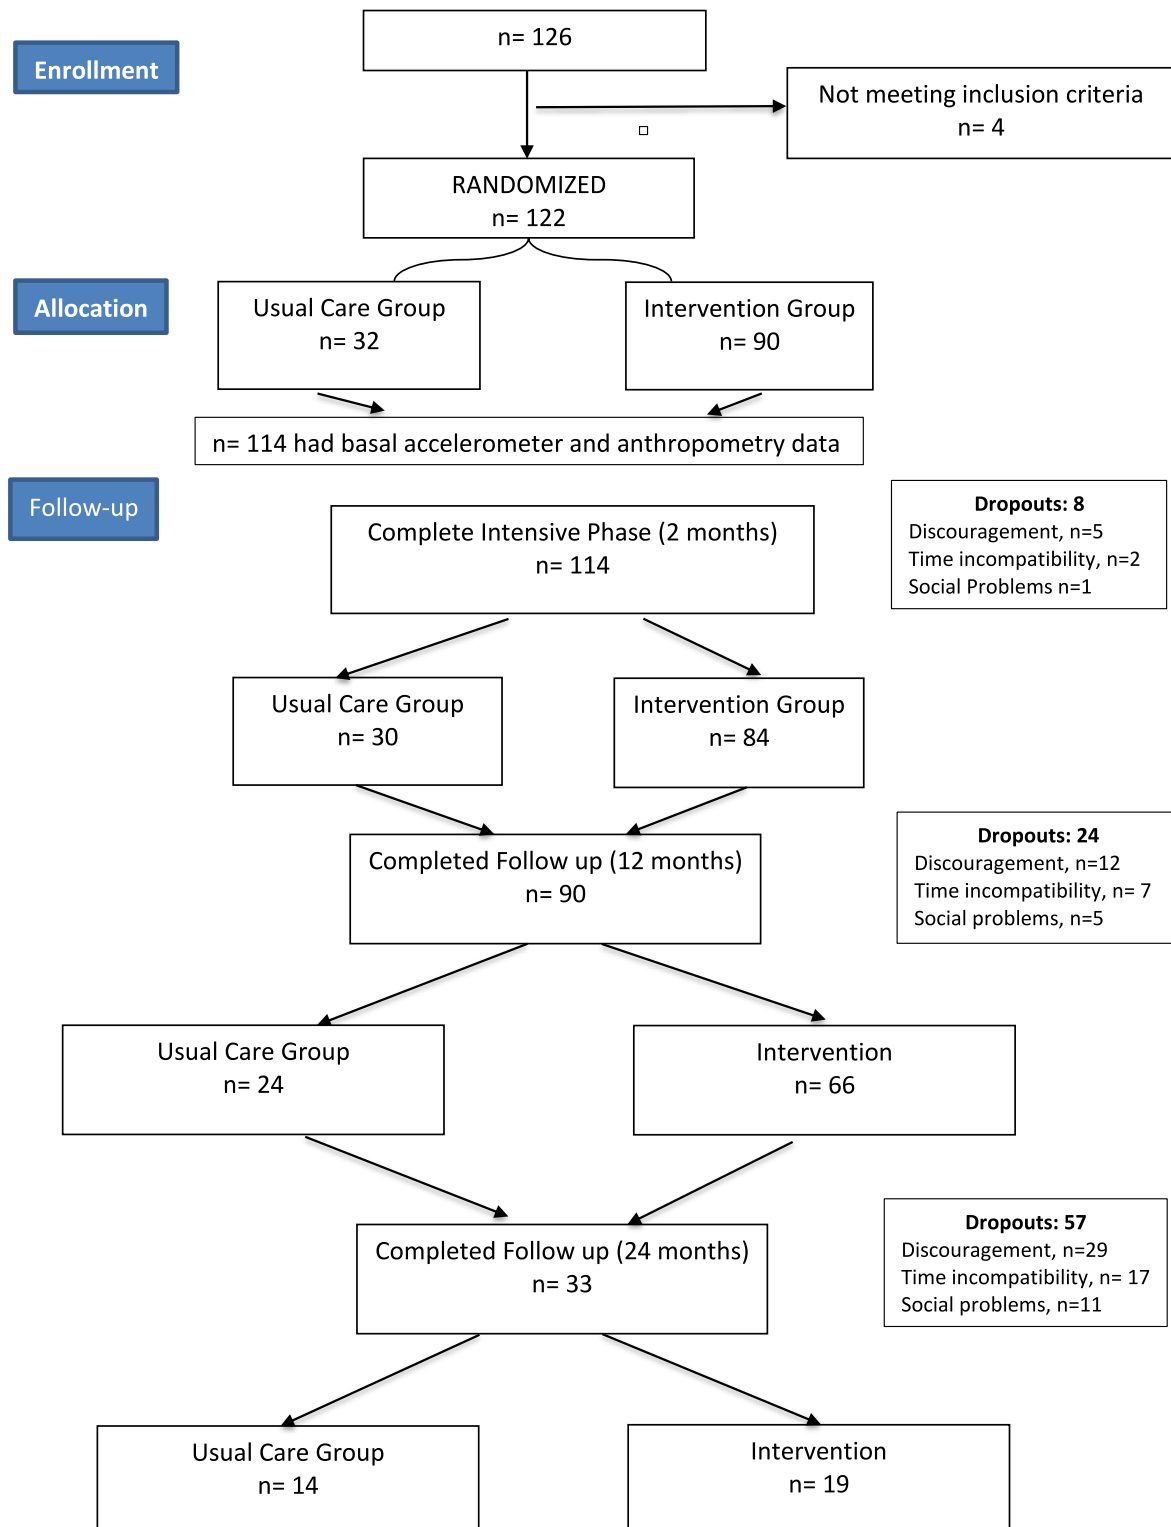 n= 126
Enrollment
Not meeting inclusion criteria
n= 4
RANDOMIZED
n= 122
Allocation
Usual Care Group
n= 32
Intervention Group
n= 90
n= 114 had basal accelerometer and anthropometry data
Follow-up
Complete Intensive Phase (2 months)
n= 114
Dropouts: 8
Discouragement, n=5
Time incompatibility, n=2
Social Problems n=1
Usual Care Group
n= 30
Intervention Group
n= 84
Completed Follow up (12 months)
n= 90
Dropouts: 24
Discouragement, n=12
Time incompatibility, n= 7
Social problems, n=5
Usual Care Group
n= 24
Intervention
n= 66
Completed Follow up (24 months)
n= 33
Dropouts: 57
Discouragement, n=29
Time incompatibility, n= 17
Social problems, n=11
Usual Care Group
n= 14
Intervention
n= 19